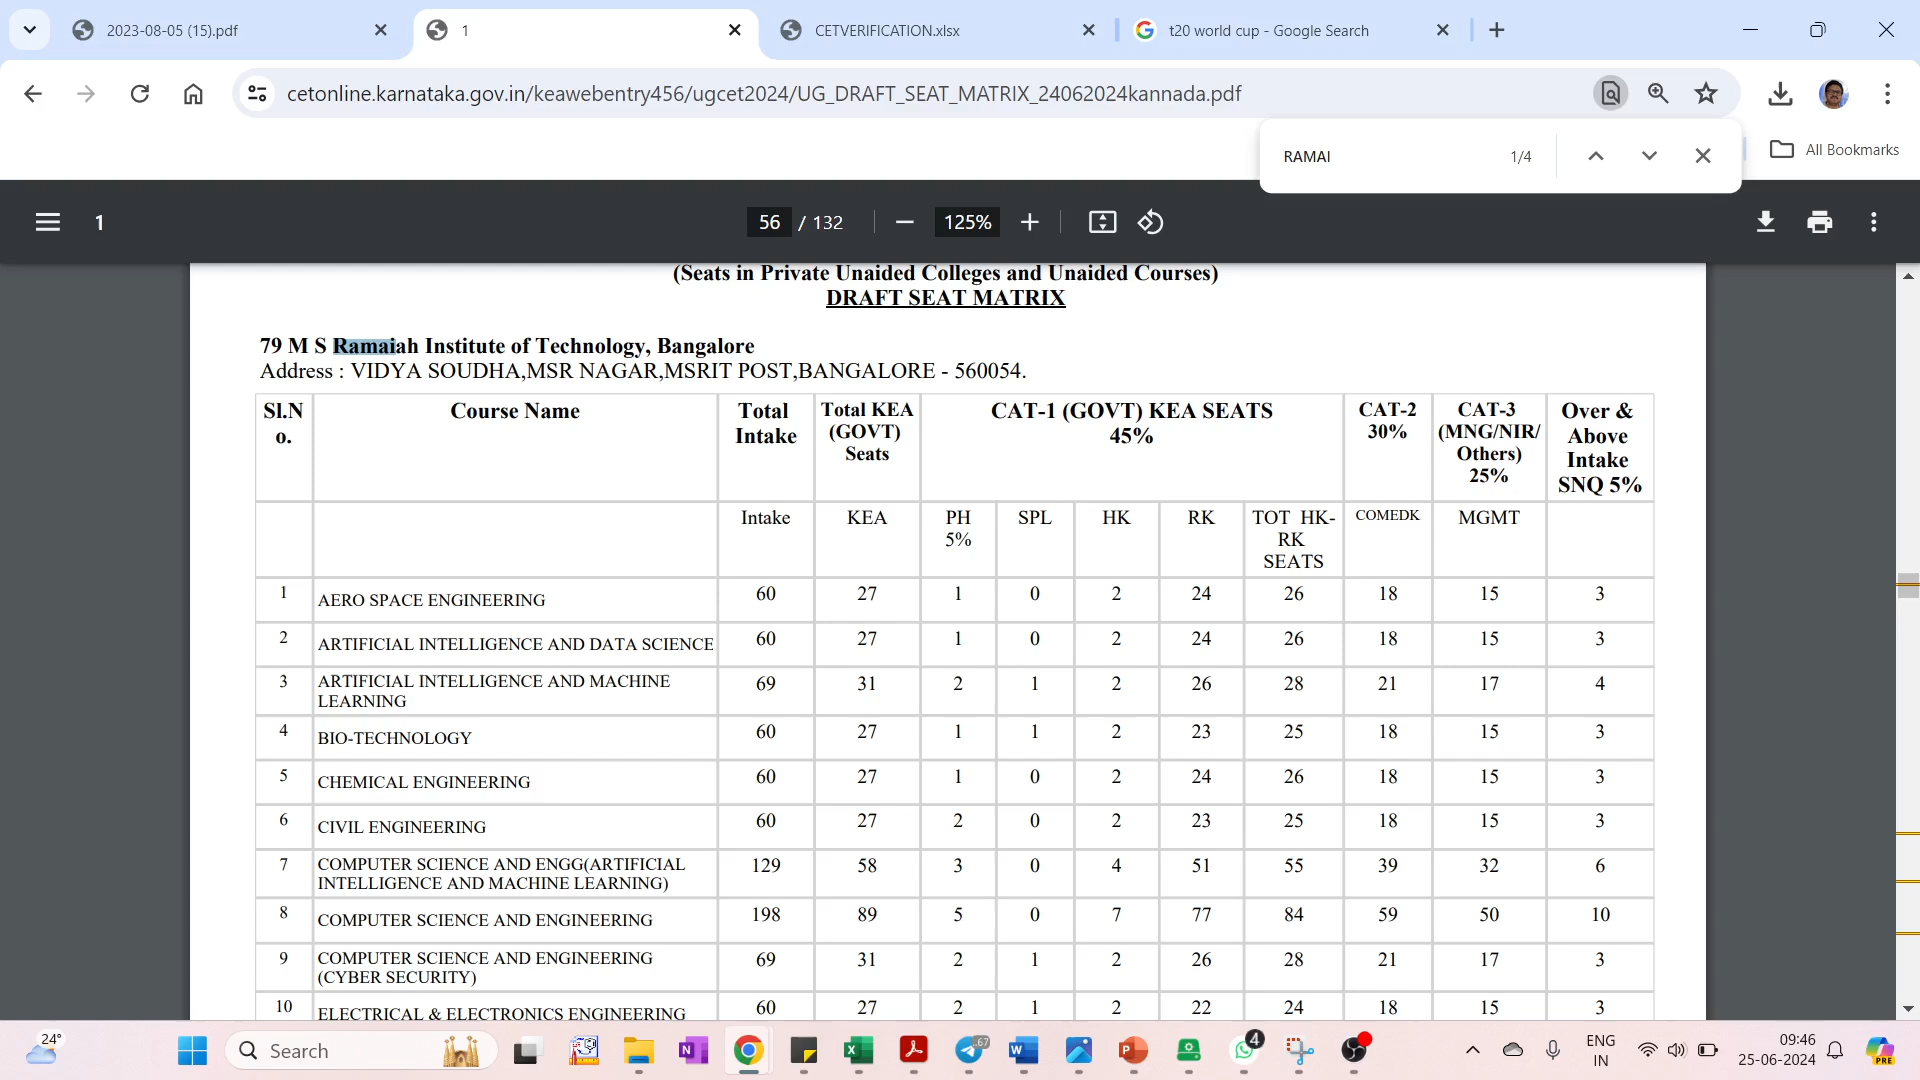 2023-08-05 (15).pdf
1
CETVERIFICATION.xlsx
t20 world cup - Google Search
cetonline.karnataka.gov.in/keawebentry456/ugcet2024/UG_DRAFT_SEAT_MATRIX_24062024kannada.pdf
RAMAI 1/4
All Bookmarks
1 56 / 132 125%
(Seats in Private Unaided Colleges and Unaided Courses)
DRAFT SEAT MATRIX
79 M S Ramaiah Institute of Technology, Bangalore
Address : VIDYA SOUDHA,MSR NAGAR,MSRIT POST,BANGALORE - 560054.
Sl.N
o.
Course Name
Total
Intake
Total KEA
(GOVT)
Seats
CAT-1 (GOVT) KEA SEATS
45%
CAT-2
30%
CAT-3
(MNG/NIR/
Others)
25%
Over &
Above
Intake
SNQ 5%
Intake
KEA
PH
5%
SPL
HK
RK
TOT HK-
RK
SEATS
COMEDK
MGMT
1 AERO SPACE ENGINEERING 60 27 1 0 2 24 26 18 15 3
2 ARTIFICIAL INTELLIGENCE AND DATA SCIENCE 60 27 1 0 2 24 26 18 15 3
3 ARTIFICIAL INTELLIGENCE AND MACHINE 69 31 2 1 2 26 28 21 17 4
LEARNING
4 BIO-TECHNOLOGY 60 27 1 1 2 23 25 18 15 3
5 CHEMICAL ENGINEERING 60 27 1 0 2 24 26 18 15 3
6 CIVIL ENGINEERING 60 27 2 0 2 23 25 18 15 3
7 COMPUTER SCIENCE AND ENGG(ARTIFICIAL 129 58 3 0 4 51 55 39 32 6
INTELLIGENCE AND MACHINE LEARNING)
8 COMPUTER SCIENCE AND ENGINEERING 198 89 5 0 7 77 84 59 50 10
9 COMPUTER SCIENCE AND ENGINEERING 69 31 2 1 2 26 28 21 17 3
(CYBER SECURITY)
10 ELECTRICAL & ELECTRONICS ENGINEERING 60 27 2 1 2 22 24 18 15 3
24°
Search
67
4
ENG
IN
09:46
25-06-2024
PRE